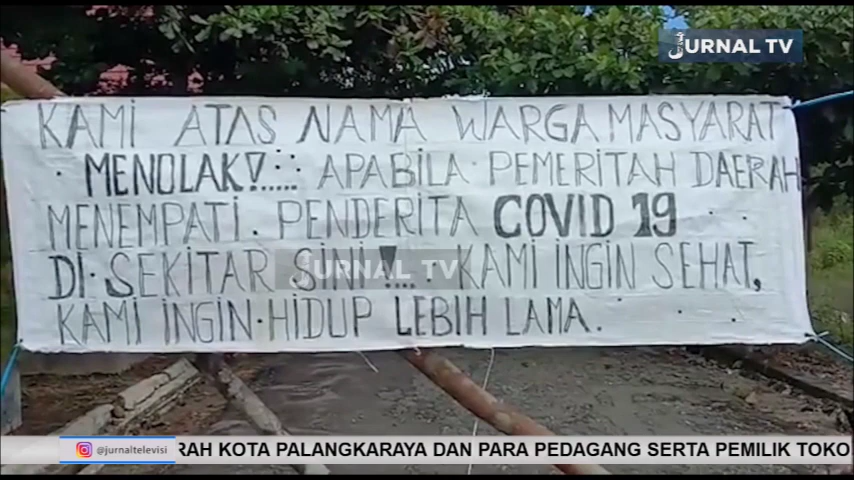 JURNAL TV
KAMI ATAS NAMA WARGA MASYARAT
MENOLAK!..... APABILA PEMERITAH DAERAH
MENEMPATI. PENDERITA COVID 19
DI SEKITAR SINI!.... KAMI INGIN SEHAT,
KAMI INGIN HIDUP LEBIH LAMA.
JURNAL TV
@jurnaltelevisi
RAH KOTA PALANGKARAYA DAN PARA PEDAGANG SERTA PEMILIK TOKO